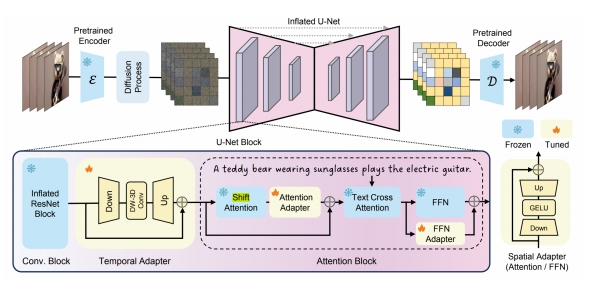 Inflated U-Net
Pretrained
Encoder
ℰ
Diffusion
Process
Pretrained
Decoder
𝒟
U-Net Block
Frozen
Tuned
A teddy bear wearing sunglasses plays the electric guitar.
Inflated
ResNet
Block
Down
DW-3D
Conv
Up
Shift
Attention
Attention
Adapter
Text Cross
Attention
FFN
FFN
Adapter
Conv. Block
Temporal Adapter
Attention Block
Up
GELU
Down
Spatial Adapter
(Attention / FFN)